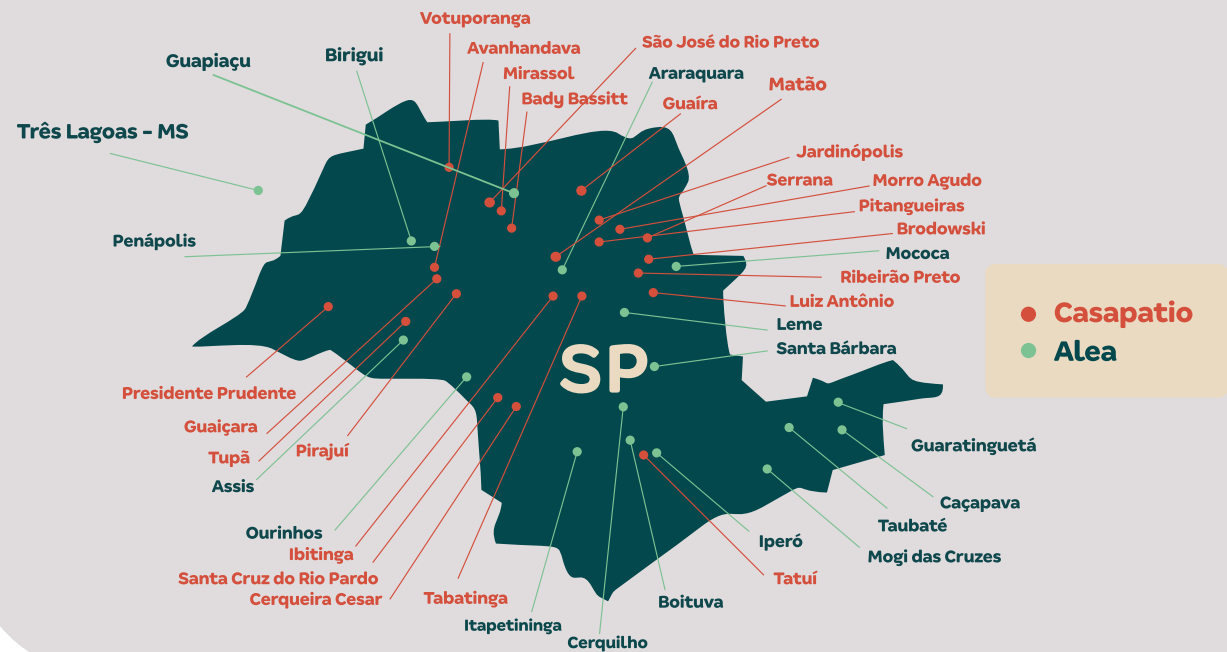 Votuporanga
São José do Rio Preto
Avanhandava
Birigui
Guapiaçu
Mirassol
Araraquara
Matão
Bady Bassitt
Guaíra
Três Lagoas - MS
Jardinópolis
Serrana
Morro Agudo
Pitangueiras
Brodowski
Penápolis
Mococa
Ribeirão Preto
Luiz Antônio
Casapatio
Leme
Santa Bárbara
Alea
SP
Presidente Prudente
Guaiçara
Guaratinguetá
Pirajuí
Tupã
Assis
Caçapava
Taubaté
Ourinhos
Iperó
Ibitinga
Mogi das Cruzes
Santa Cruz do Rio Pardo
Tatuí
Cerqueira Cesar
Tabatinga
Boituva
Itapetininga
Cerquilho